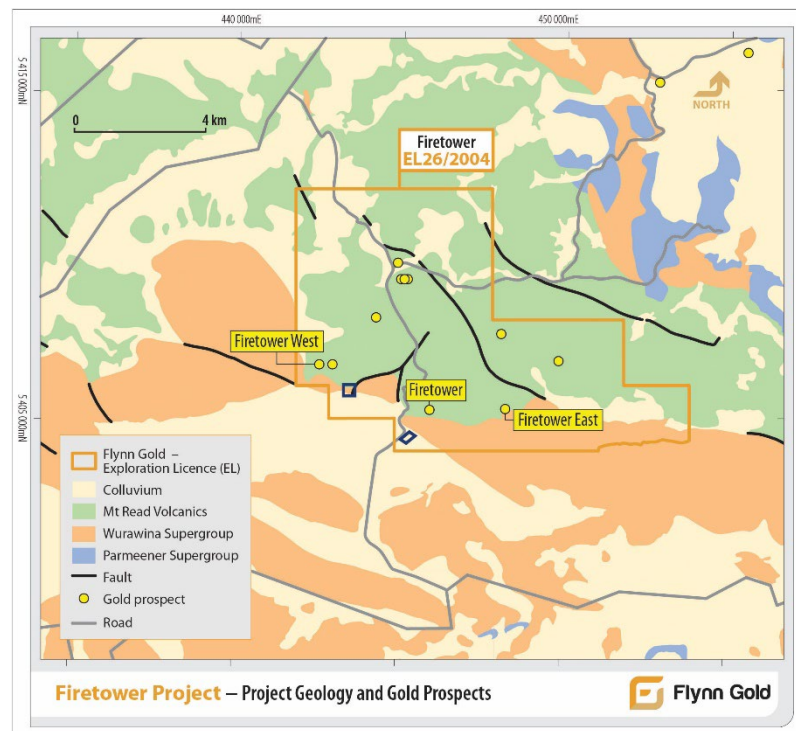 440 000mE
450 000mE
5 415 000mN
0
4 km
NORTH
Firetower
EL26/2004
Firetower West
Firetower
Firetower East
5 405 000mN
Flynn Gold –
Exploration Licence (EL)
Colluvium
Mt Read Volcanics
Wurawina Supergroup
Parmeener Supergroup
Fault
Gold prospect
Road
Firetower Project – Project Geology and Gold Prospects
Flynn Gold